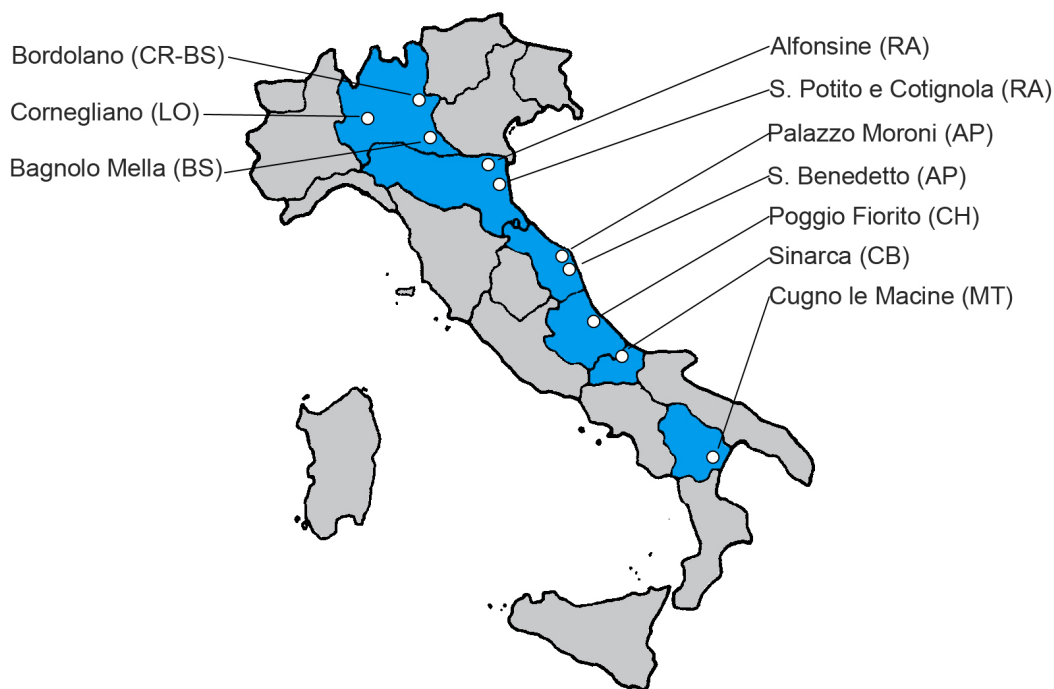 Bordolano (CR-BS)
Cornegliano (LO)
Bagnolo Mella (BS)
Alfonsine (RA)
S. Potito e Cotignola (RA)
Palazzo Moroni (AP)
S. Benedetto (AP)
Poggio Fiorito (CH)
Sinarca (CB)
Cugno le Macine (MT)